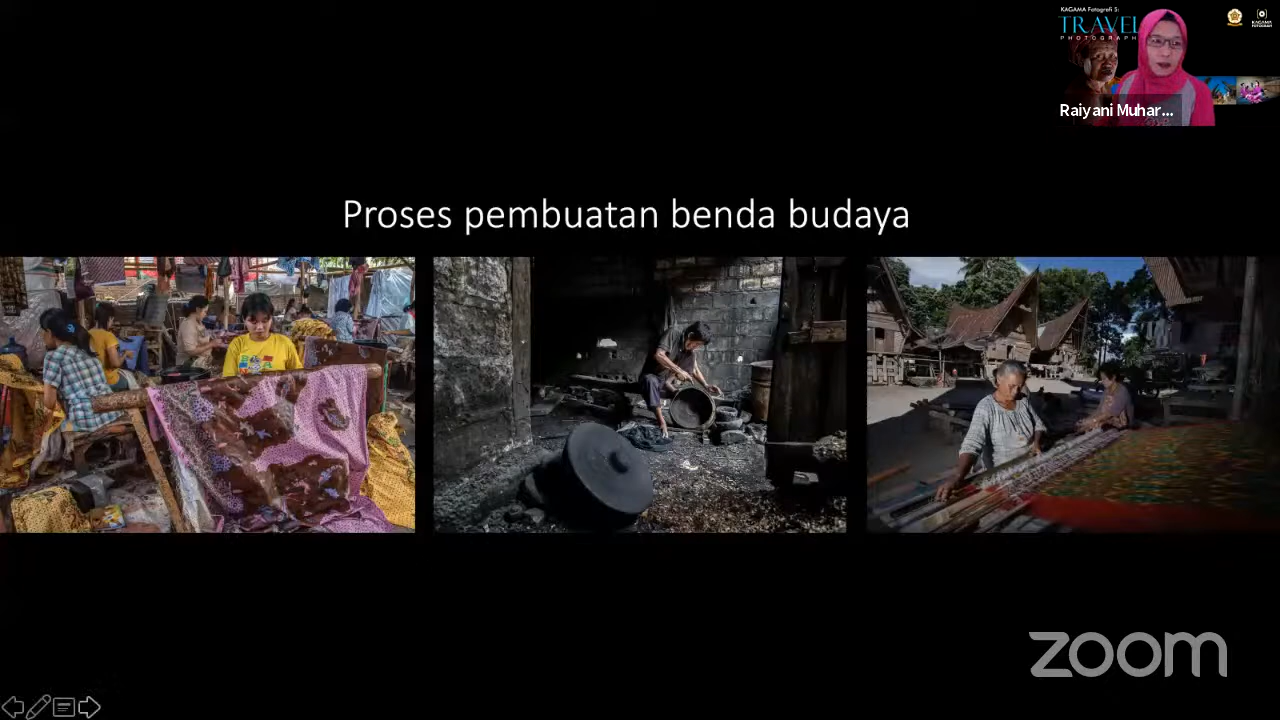 KAGAMA Fotografi 5:
TRAVEL
PHOTOGRAPH
Raiyani Muhar...
Proses pembuatan benda budaya
zoom